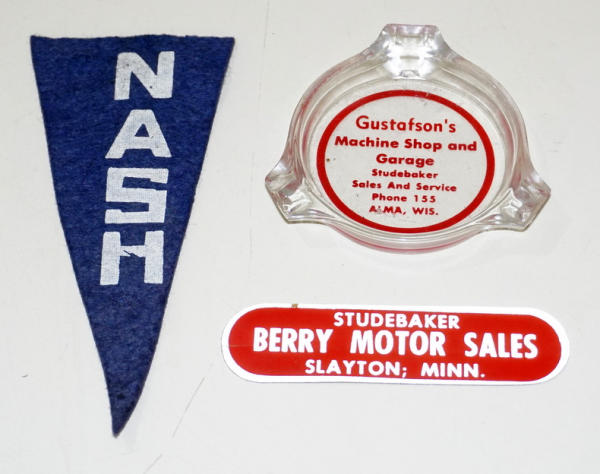 NASH
Gustafson's
Machine Shop and
Garage
Studebaker
Sales And Service
Phone 155
ALMA, WIS.
STUDEBAKER
BERRY MOTOR SALES
SLAYTON; MINN.